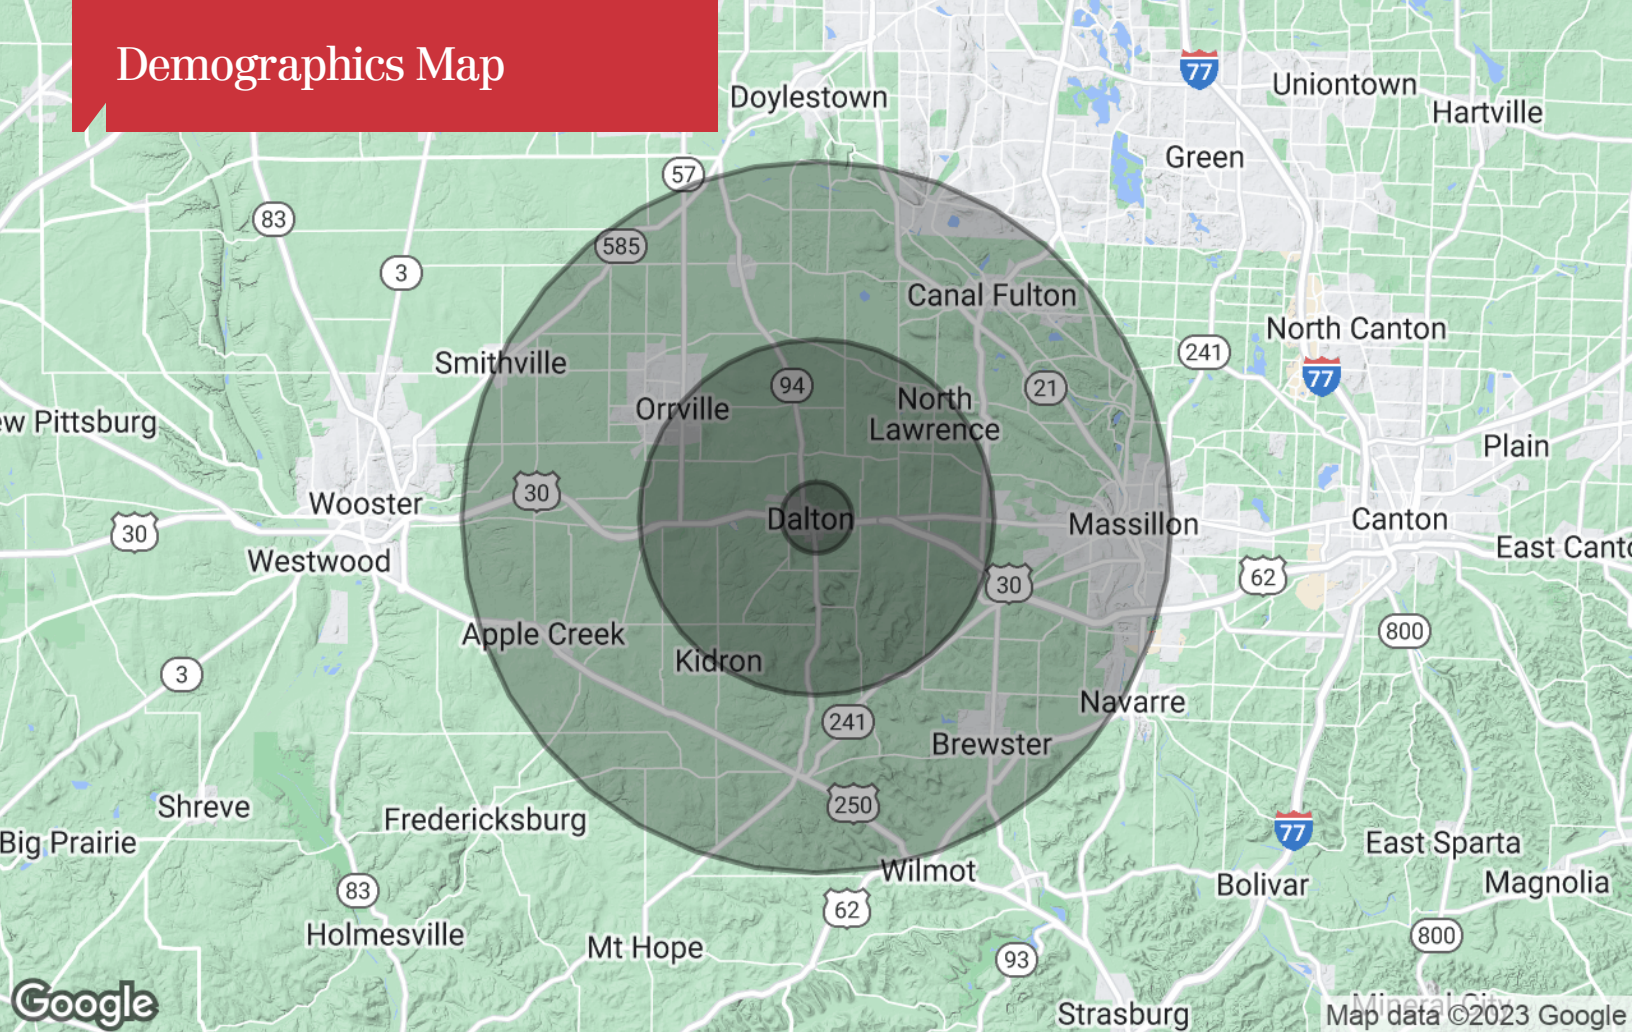 Demographics Map
Doylestown
77
Uniontown
Hartville
Green
57
83
585
3
Canal Fulton
North Canton
241
Smithville
77
94
21
Orrville
North
Lawrence
ew Pittsburg
Plain
30
Wooster
Dalton
Massillon
Canton
30
Westwood
East Canto
62
30
Apple Creek
800
Kidron
3
Navarre
241
Brewster
Shreve
250
Fredericksburg
77
Big Prairie
East Sparta
Wilmot
Bolivar
Magnolia
83
62
Holmesville
800
Mt Hope
93
Google
Strasburg
Mineral City
Map data ©2023 Google